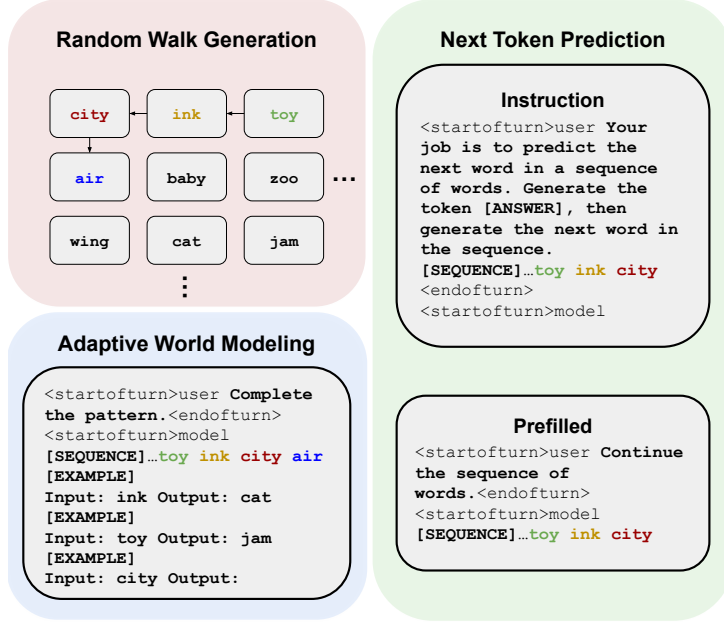 Random Walk Generation
city ink toy
air baby zoo ...
wing cat jam
⋮
Adaptive World Modeling
<startofturn>user Complete
the pattern.<endofturn>
<startofturn>model
[SEQUENCE]…toy ink city air
[EXAMPLE]
Input: ink Output: cat
[EXAMPLE]
Input: toy Output: jam
[EXAMPLE]
Input: city Output:
Next Token Prediction
Instruction
<startofturn>user Your
job is to predict the
next word in a sequence
of words. Generate the
token [ANSWER], then
generate the next word in
the sequence.
[SEQUENCE]…toy ink city
<endofturn>
<startofturn>model
Prefilled
<startofturn>user Continue
the sequence of
words.<endofturn>
<startofturn>model
[SEQUENCE]…toy ink city